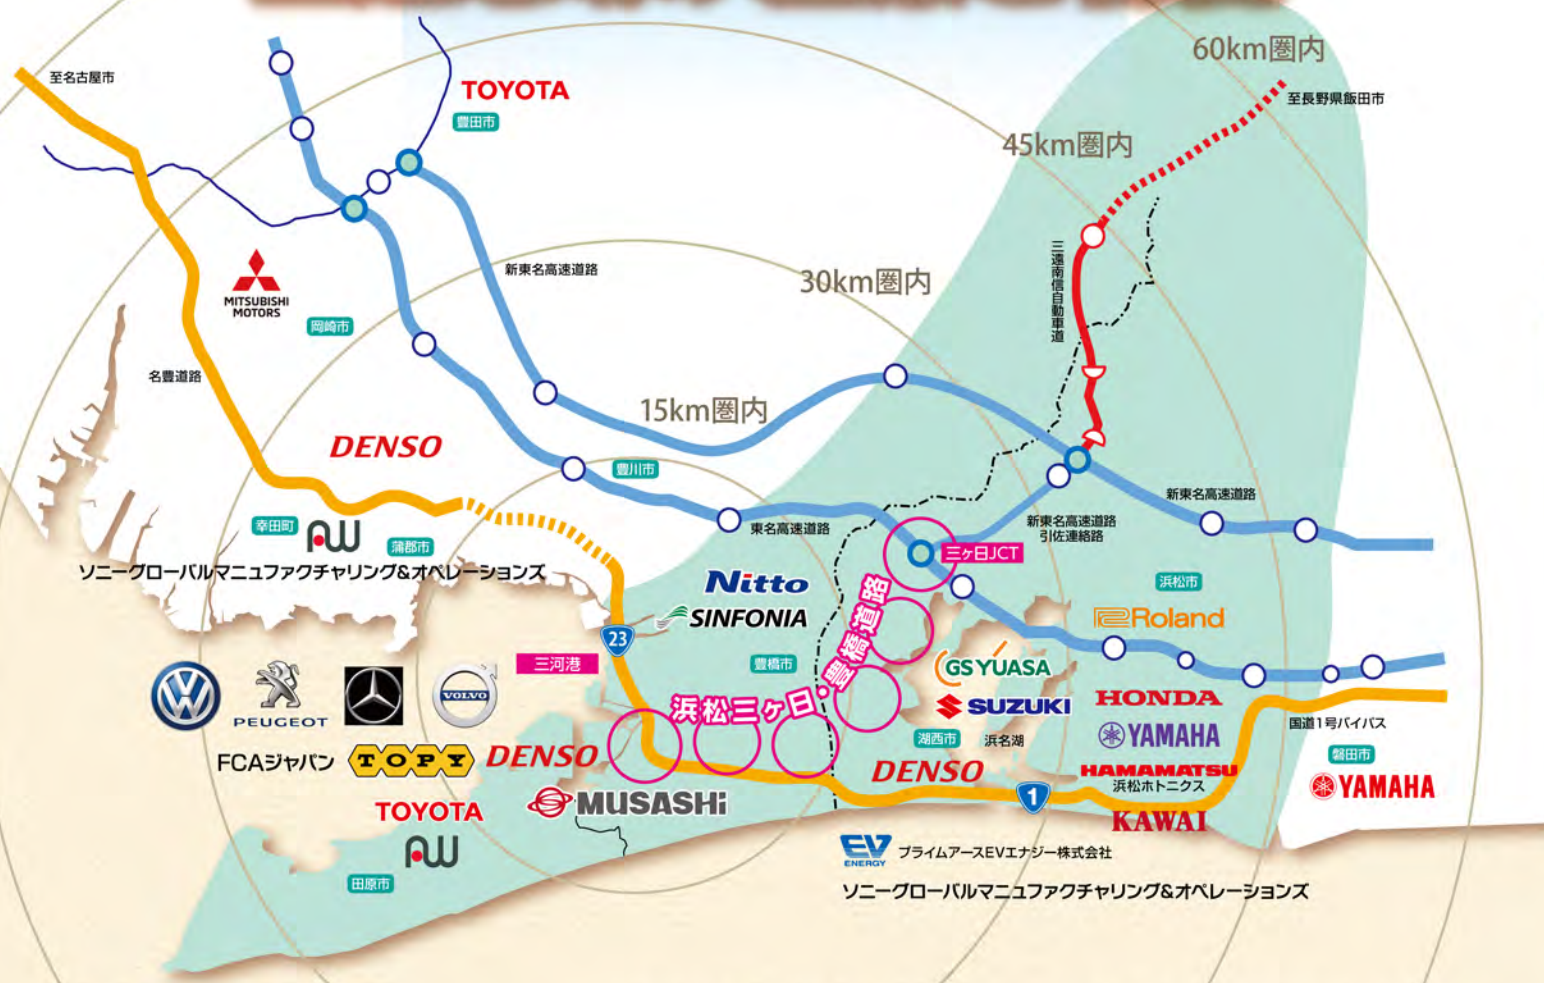 60km圏内
至名古屋市
TOYOTA
豊田市
至長野県飯田市
45km圏内
新東名高速道路
三遠南信自動車道
30km圏内
MITSUBISHI
MOTORS
岡崎市
名豊道路
15km圏内
DENSO
豊川市
新東名高速道路
東名高速道路
新東名高速道路
引佐連絡路
幸田町
AW
蒲郡市
三ヶ日JCT
ソニーグローバルマニュファクチャリング&オペレーションズ
Nitto
浜松市
SINFONIA
Roland
23
三河港
豊橋市
浜松三ヶ日・豊橋道路
GS YUASA
PEUGEOT
VOLVO
SUZUKI
HONDA
湖西市
浜名湖
YAMAHA
国道1号バイパス
FCAジャパン
TOPY
DENSO
DENSO
HAMAMATSU
浜松ホトニクス
磐田市
YAMAHA
MUSASHi
1
TOYOTA
KAWAI
AW
田原市
EV
ENERGY
プライムアースEVエナジー株式会社
ソニーグローバルマニュファクチャリング&オペレーションズ